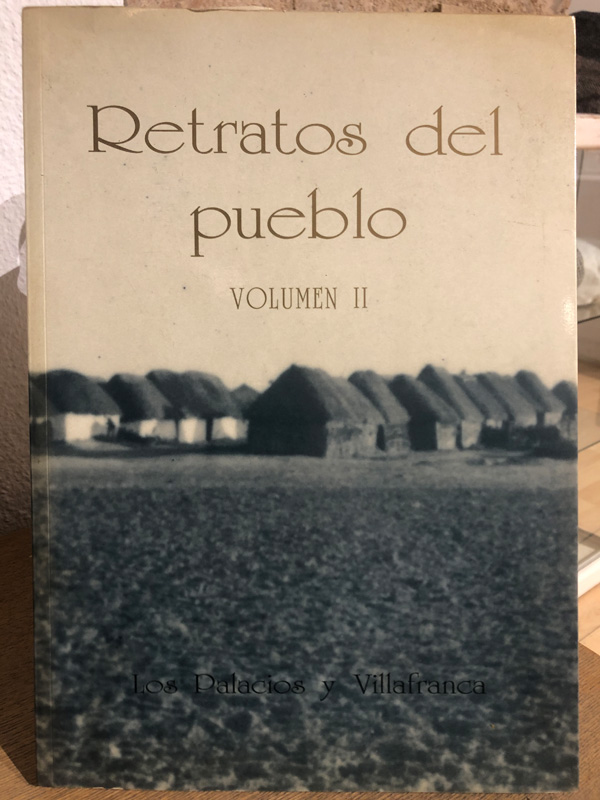 Retratos del
pueblo
VOLUMEN II
Los Palacios y Villafranca